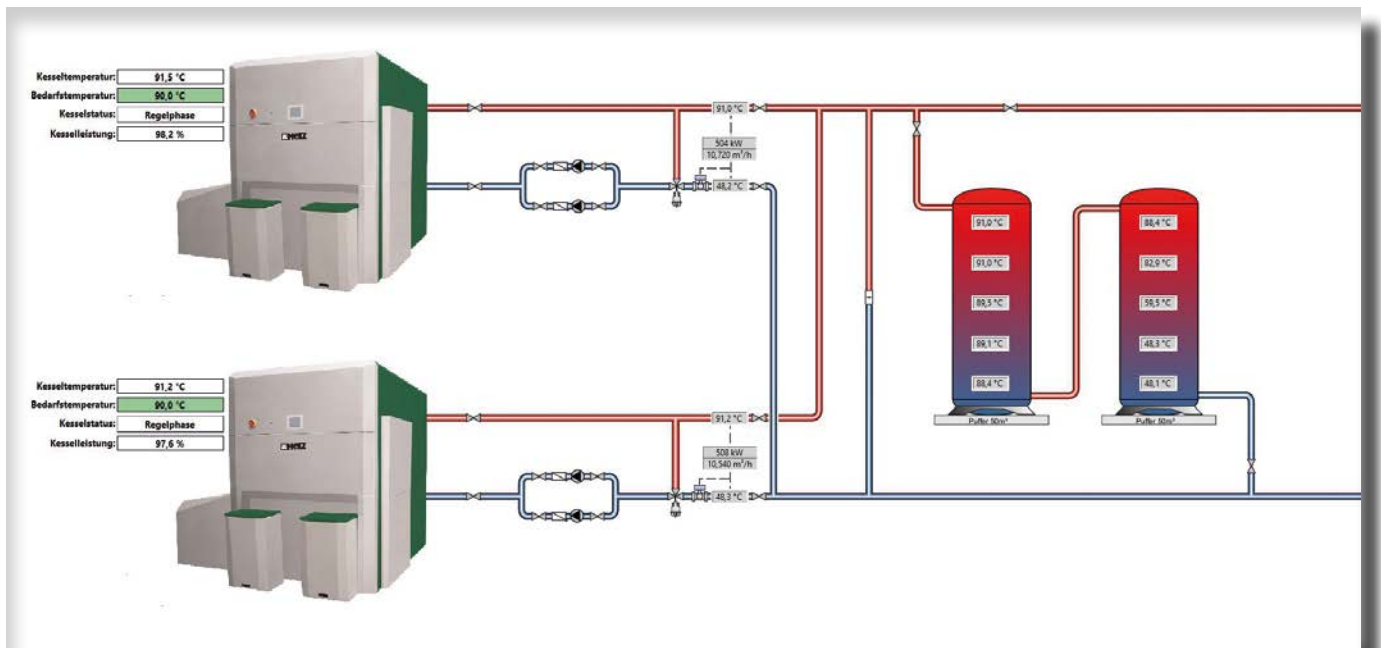 Kesseltemperatur: 91,5 °C
Bedarfstemperatur: 90,0 °C
Kesselstatus: Regelphase
Kesselleistung: 98,2 %
HERZ
91,0 °C
504 kW
10,720 m³/h
48,2 °C
91,0 °C
91,0 °C
89,5 °C
89,1 °C
88,4 °C
Puffer 50m³
88,4 °C
82,9 °C
58,5 °C
48,3 °C
48,1 °C
Puffer 50m³
Kesseltemperatur: 91,2 °C
Bedarfstemperatur: 90,0 °C
Kesselstatus: Regelphase
Kesselleistung: 97,6 %
HERZ
91,2 °C
508 kW
10,540 m³/h
48,3 °C